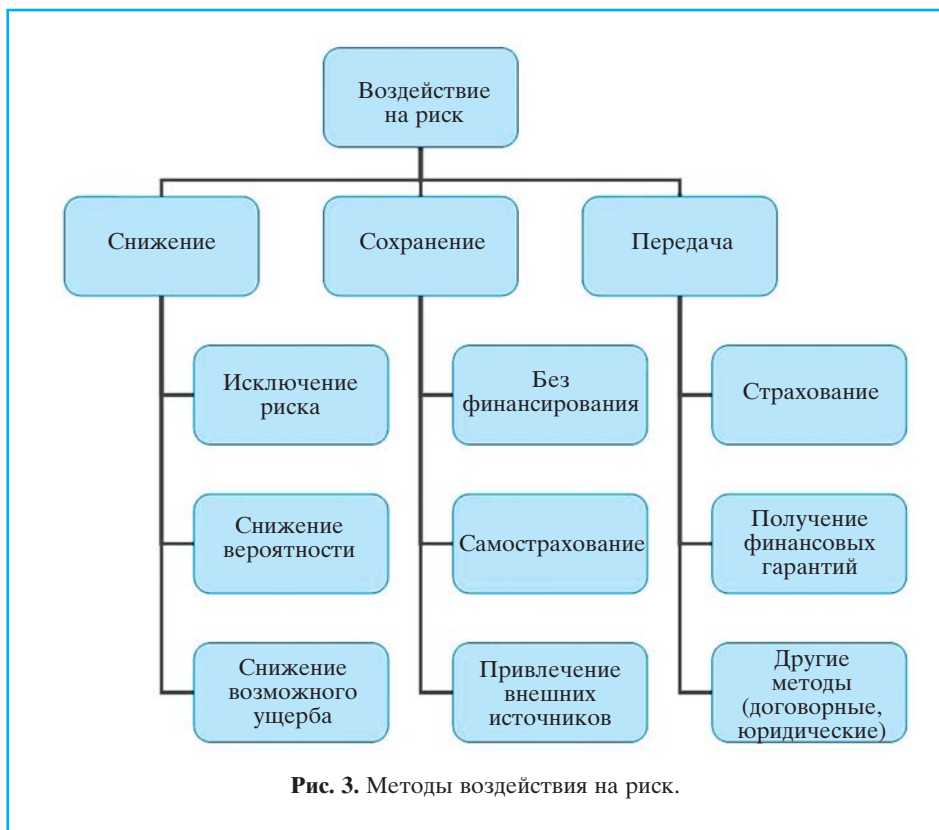 Воздействие
на риск
Снижение
Сохранение
Передача
Исключение
риска
Без
финансирования
Страхование
Снижение
вероятности
Самострахование
Получение
финансовых
гарантий
Снижение
возможного
ущерба
Привлечение
внешних
источников
Другие
методы
(договорные,
юридические)
Рис. 3. Методы воздействия на риск.